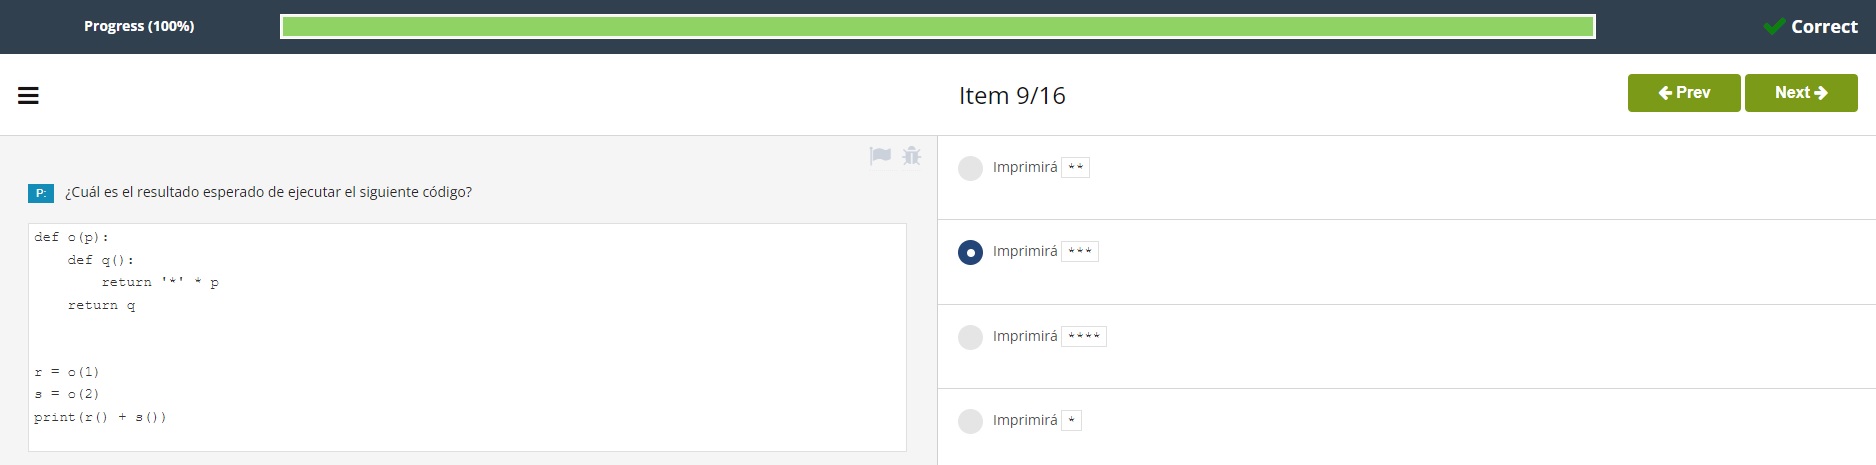 Progress (100%)
Correct
Item 9/16
Prev
Next
P: ¿Cuál es el resultado esperado de ejecutar el siguiente código?
def o(p):
    def q():
        return '*' * p
    return q
r = o(1)
s = o(2)
print(r() + s())
Imprimirá **
Imprimirá ***
Imprimirá ****
Imprimirá *